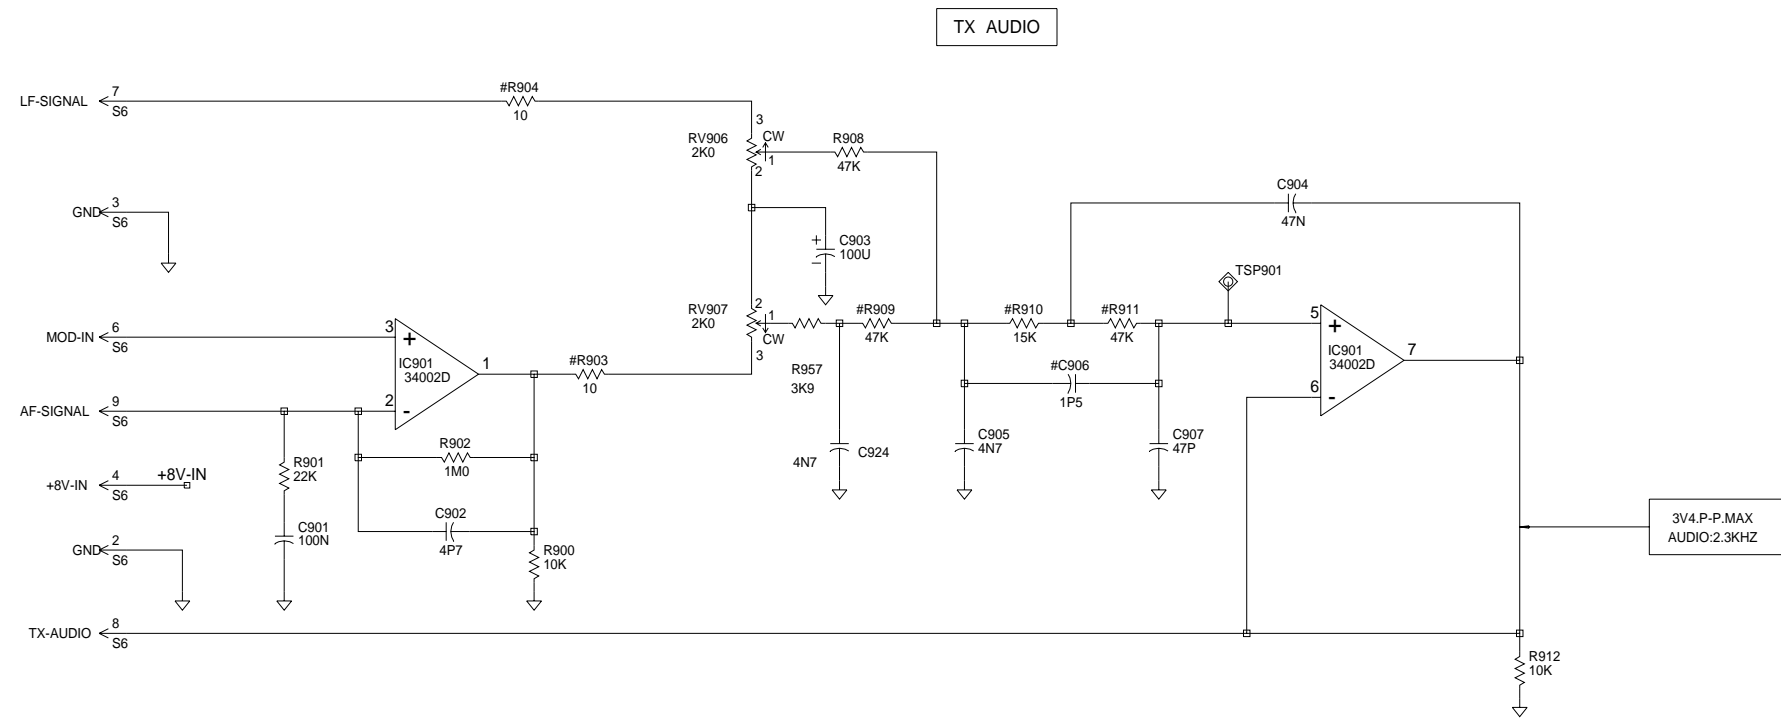 TX AUDIO
LF-SIGNAL
7
S6
#R904
10
3
CW
RV906
2K0
1
2
R908
47K
GND
3
S6
C903
100U
+
–
C904
47N
TSP901
MOD-IN
6
S6
3
+
IC901
34002D
1
2
-
#R903
10
RV907
2K0
2
1
CW
3
R957
3K9
#R909
47K
#R910
15K
#R911
47K
#C906
1P5
5
+
IC901
34002D
7
6
-
AF-SIGNAL
9
S6
R902
1M0
R901
22K
4N7
C924
C905
4N7
C907
47P
+8V-IN
4
S6
+8V-IN
C901
100N
C902
4P7
R900
10K
GND
2
S6
3V4.P-P.MAX
AUDIO:2.3KHZ
TX-AUDIO
8
S6
R912
10K